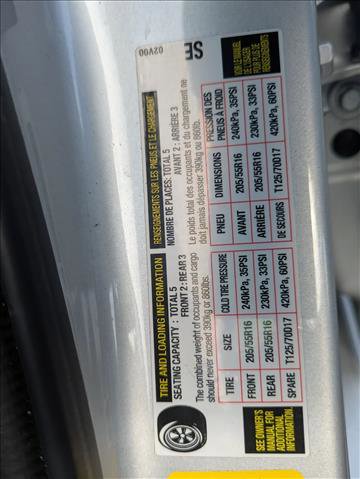 TIRE AND LOADING INFORMATION
SEATING CAPACITY : TOTAL 5
FRONT 2 : REAR 3
The combined weight of occupants and cargo
should never exceed 390kg or 860lb.
TIRE SIZE COLD TIRE PRESSURE
FRONT 205/55R16 240kPa, 35PSI
REAR 205/55R16 230kPa, 33PSI
SPARE T125/70D17 420kPa, 60PSI
SEE OWNER'S
MANUAL FOR
ADDITIONAL
INFORMATION
RENSEIGNEMENTS SUR LES PNEUS ET LE CHARGEMENT
NOMBRE DE PLACES: TOTAL 5
AVANT 2 : ARRIÈRE 3
Le poids total des occupants et du chargement ne
doit jamais dépasser 390kg ou 860lb.
PNEU DIMENSIONS PRESSION DES
PNEUS À FROID
AVANT 205/55R16 240kPa, 35PSI
ARRIÈRE 205/55R16 230kPa, 33PSI
DE SECOURS T125/70D17 420kPa, 60PSI
VOIR LE MANUEL
DE L'USAGER
POUR PLUS DE
RENSEIGNEMENTS
02V00
SE